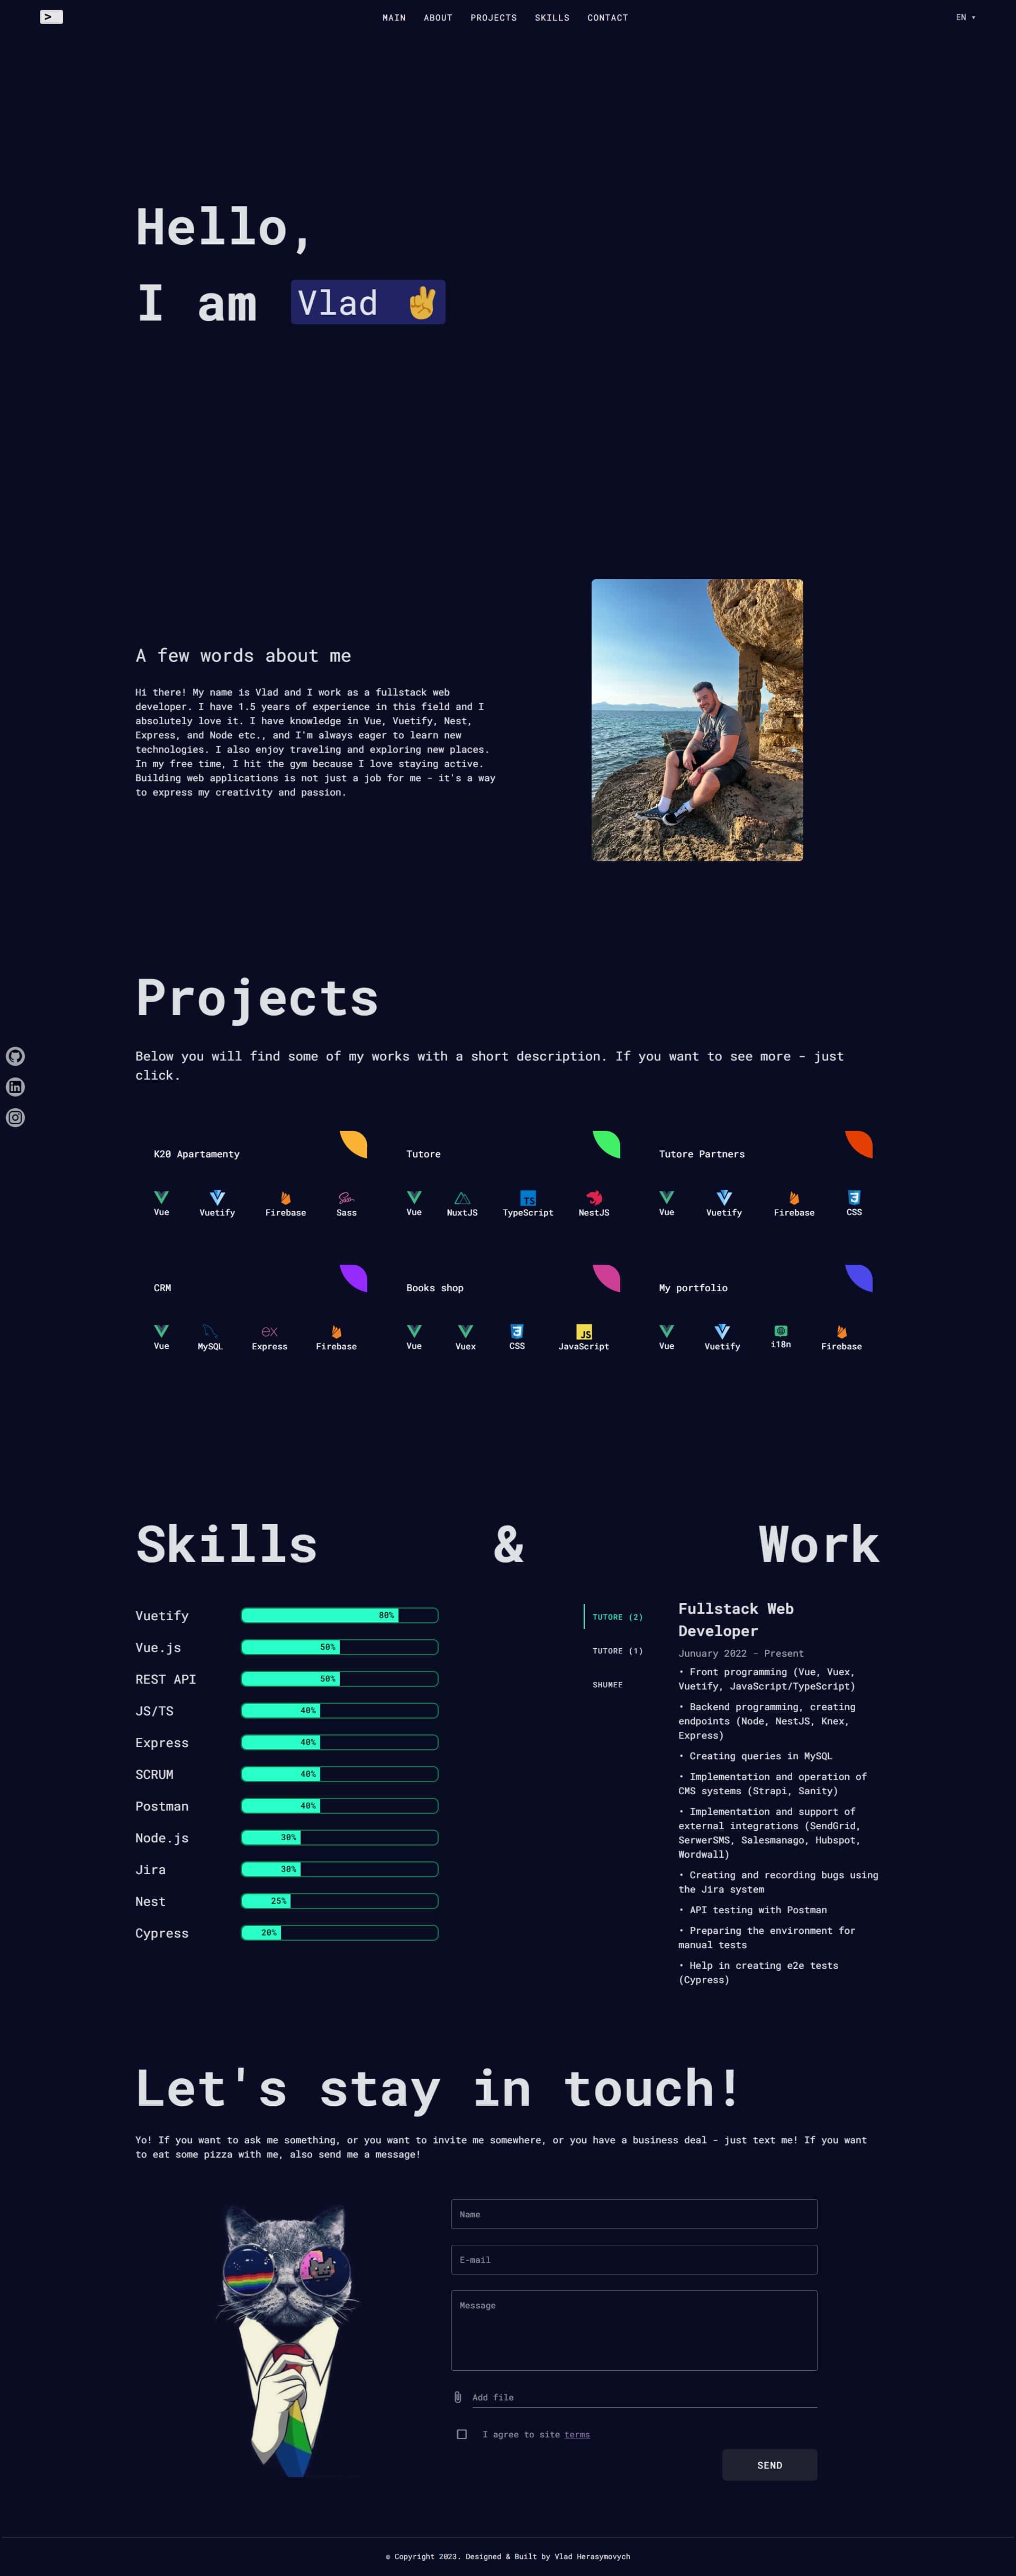 >
MAIN ABOUT PROJECTS SKILLS CONTACT
EN ▾
Hello,
I am Vlad ✌
A few words about me
Hi there! My name is Vlad and I work as a fullstack web
developer. I have 1.5 years of experience in this field and I
absolutely love it. I have knowledge in Vue, Vuetify, Nest,
Express, and Node etc., and I'm always eager to learn new
technologies. I also enjoy traveling and exploring new places.
In my free time, I hit the gym because I love staying active.
Building web applications is not just a job for me - it's a way
to express my creativity and passion.
Projects
Below you will find some of my works with a short description. If you want to see more - just
click.
K20 Apartamenty
Vue Vuetify Firebase Sass
Tutore
Vue NuxtJS TypeScript NestJS
Tutore Partners
Vue Vuetify Firebase CSS
CRM
Vue MySQL Express Firebase
Books shop
Vue Vuex CSS JavaScript
My portfolio
Vue Vuetify i18n Firebase
Skills & Work
Vuetify 80%
Vue.js 50%
REST API 50%
JS/TS 40%
Express 40%
SCRUM 40%
Postman 40%
Node.js 30%
Jira 30%
Nest 25%
Cypress 20%
TUTORE (2)
TUTORE (1)
SHUMEE
Fullstack Web
Developer
Junuary 2022 - Present
• Front programming (Vue, Vuex,
Vuetify, JavaScript/TypeScript)
• Backend programming, creating
endpoints (Node, NestJS, Knex,
Express)
• Creating queries in MySQL
• Implementation and operation of
CMS systems (Strapi, Sanity)
• Implementation and support of
external integrations (SendGrid,
SerwerSMS, Salesmanago, Hubspot,
Wordwall)
• Creating and recording bugs using
the Jira system
• API testing with Postman
• Preparing the environment for
manual tests
• Help in creating e2e tests
(Cypress)
Let's stay in touch!
Yo! If you want to ask me something, or you want to invite me somewhere, or you have a business deal - just text me! If you want
to eat some pizza with me, also send me a message!
Name
E-mail
Message
Add file
I agree to site terms
SEND
© Copyright 2023. Designed & Built by Vlad Herasymovych